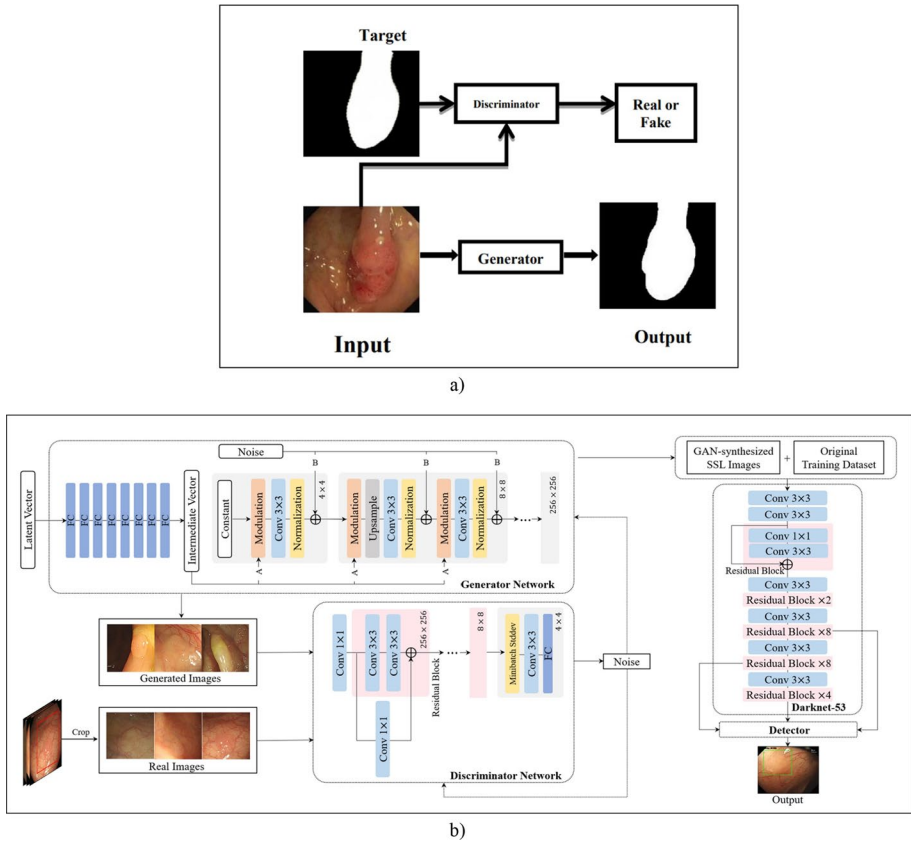 Target
Discriminator
Real or
Fake
Generator
Input
Output
a)
Noise
B
B
B
Latent Vector
FC
FC
FC
FC
FC
FC
FC
FC
Intermediate Vector
Constant
Modulation
Conv 3×3
Normalization
4×4
Modulation
Upsample
Conv 3×3
Normalization
Modulation
Conv 3×3
Normalization
8×8
256×256
A
A
A
Generator Network
Generated Images
Crop
Real Images
Conv 1×1
Conv 3×3
Conv 3×3
256×256
Conv 1×1
Residual Block
8×8
Minibatch Stddev
Conv 3×3
FC
4×4
Discriminator Network
Noise
GAN-synthesized
SSL Images
+
Original
Training Dataset
Conv 3×3
Conv 3×3
Conv 1×1
Conv 3×3
Residual Block
Conv 3×3
Residual Block ×2
Conv 3×3
Residual Block ×8
Conv 3×3
Residual Block ×8
Conv 3×3
Residual Block ×4
Darknet-53
Detector
Output
b)